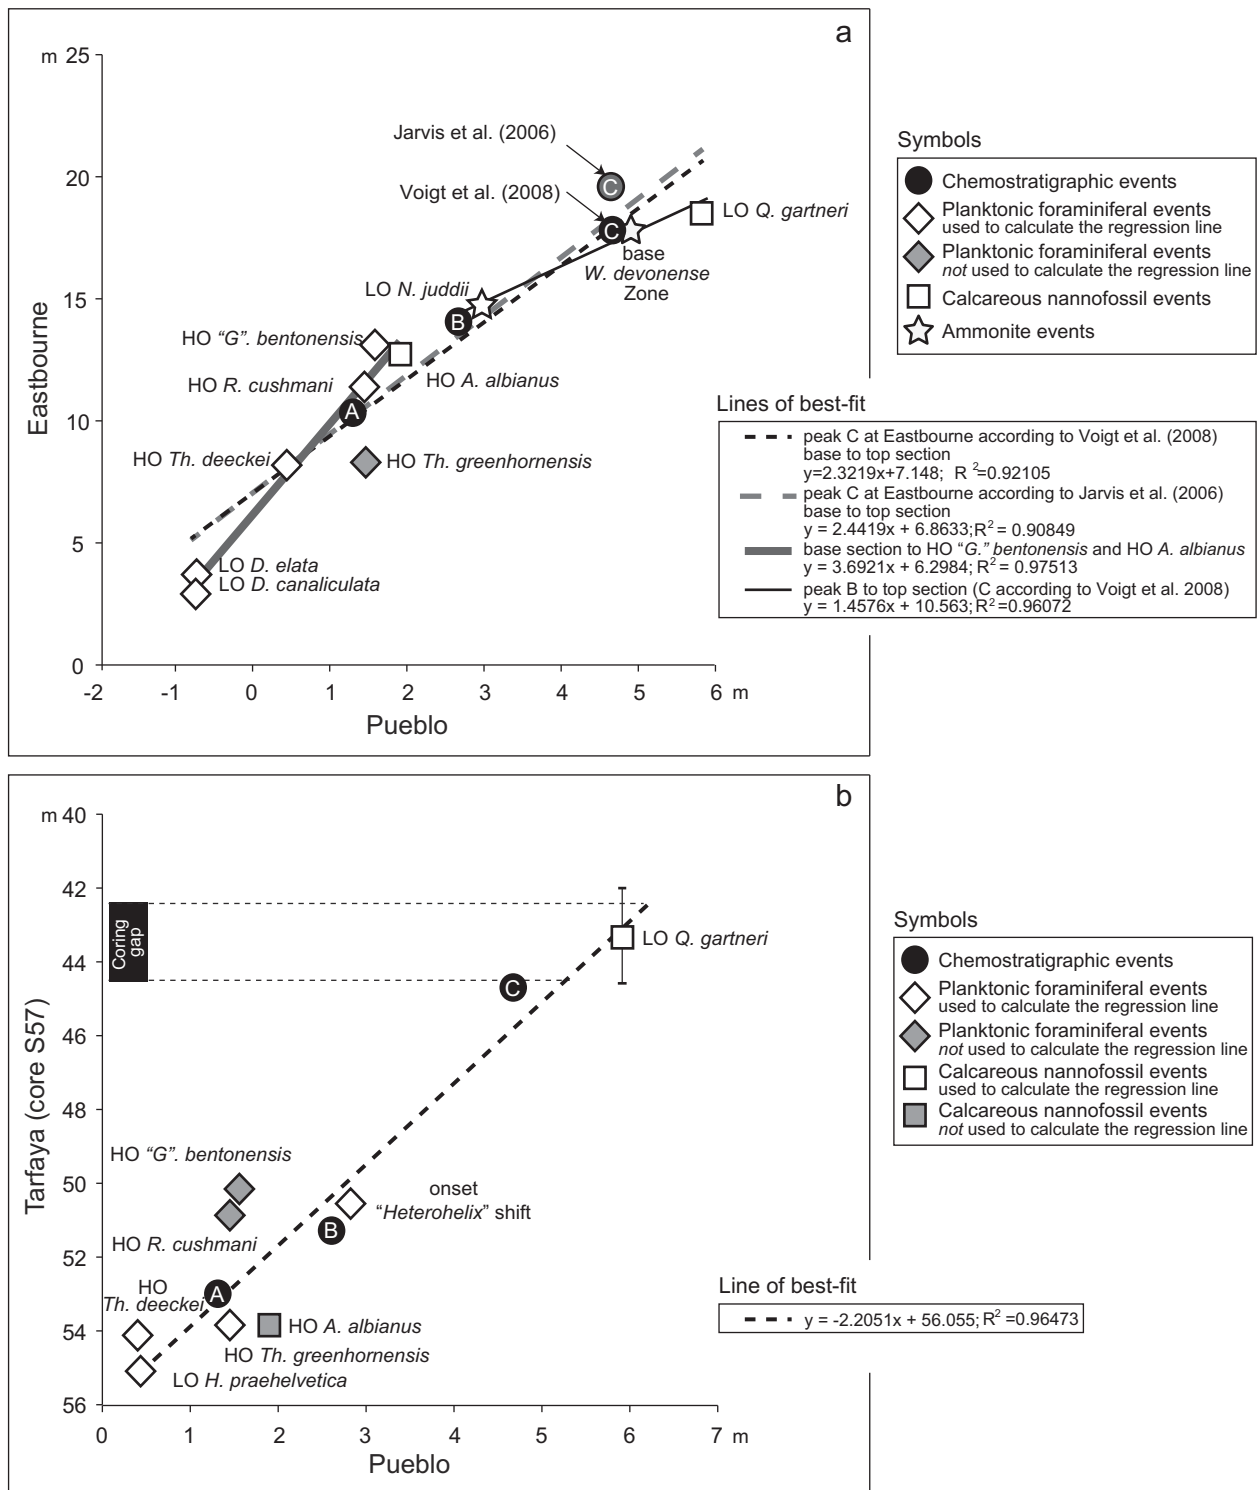 a
m 25
20
15
10
5
0
Eastbourne
-2 -1 0 1 2 3 4 5 6 m
Pueblo
Jarvis et al. (2006)
C
Voigt et al. (2008)
C
LO Q. gartneri
base
W. devonense
Zone
LO N. juddii
B
HO "G". bentonensis
HO R. cushmani
HO A. albianus
A
HO Th. deeckei
HO Th. greenhornensis
LO D. elata
LO D. canaliculata
Symbols
Chemostratigraphic events
Planktonic foraminiferal events
used to calculate the regression line
Planktonic foraminiferal events
not used to calculate the regression line
Calcareous nannofossil events
Ammonite events
Lines of best-fit
peak C at Eastbourne according to Voigt et al. (2008)
base to top section
y=2.3219x+7.148; R²=0.92105
peak C at Eastbourne according to Jarvis et al. (2006)
base to top section
y = 2.4419x + 6.8633; R² = 0.90849
base section to HO "G." bentonensis and HO A. albianus
y = 3.6921x + 6.2984; R² = 0.97513
peak B to top section (C according to Voigt et al. 2008)
y = 1.4576x + 10.563; R²=0.96072
b
m 40
42
44
46
48
50
52
54
56
Tarfaya (core S57)
0 1 2 3 4 5 6 7 m
Pueblo
Coring
gap
LO Q. gartneri
C
HO "G". bentonensis
onset
"Heterohelix" shift
B
HO R. cushmani
HO
Th. deeckei
A
HO A. albianus
HO Th. greenhornensis
LO H. praehelvetica
Symbols
Chemostratigraphic events
Planktonic foraminiferal events
used to calculate the regression line
Planktonic foraminiferal events
not used to calculate the regression line
Calcareous nannofossil events
used to calculate the regression line
Calcareous nannofossil events
not used to calculate the regression line
Line of best-fit
y = -2.2051x + 56.055; R²=0.96473